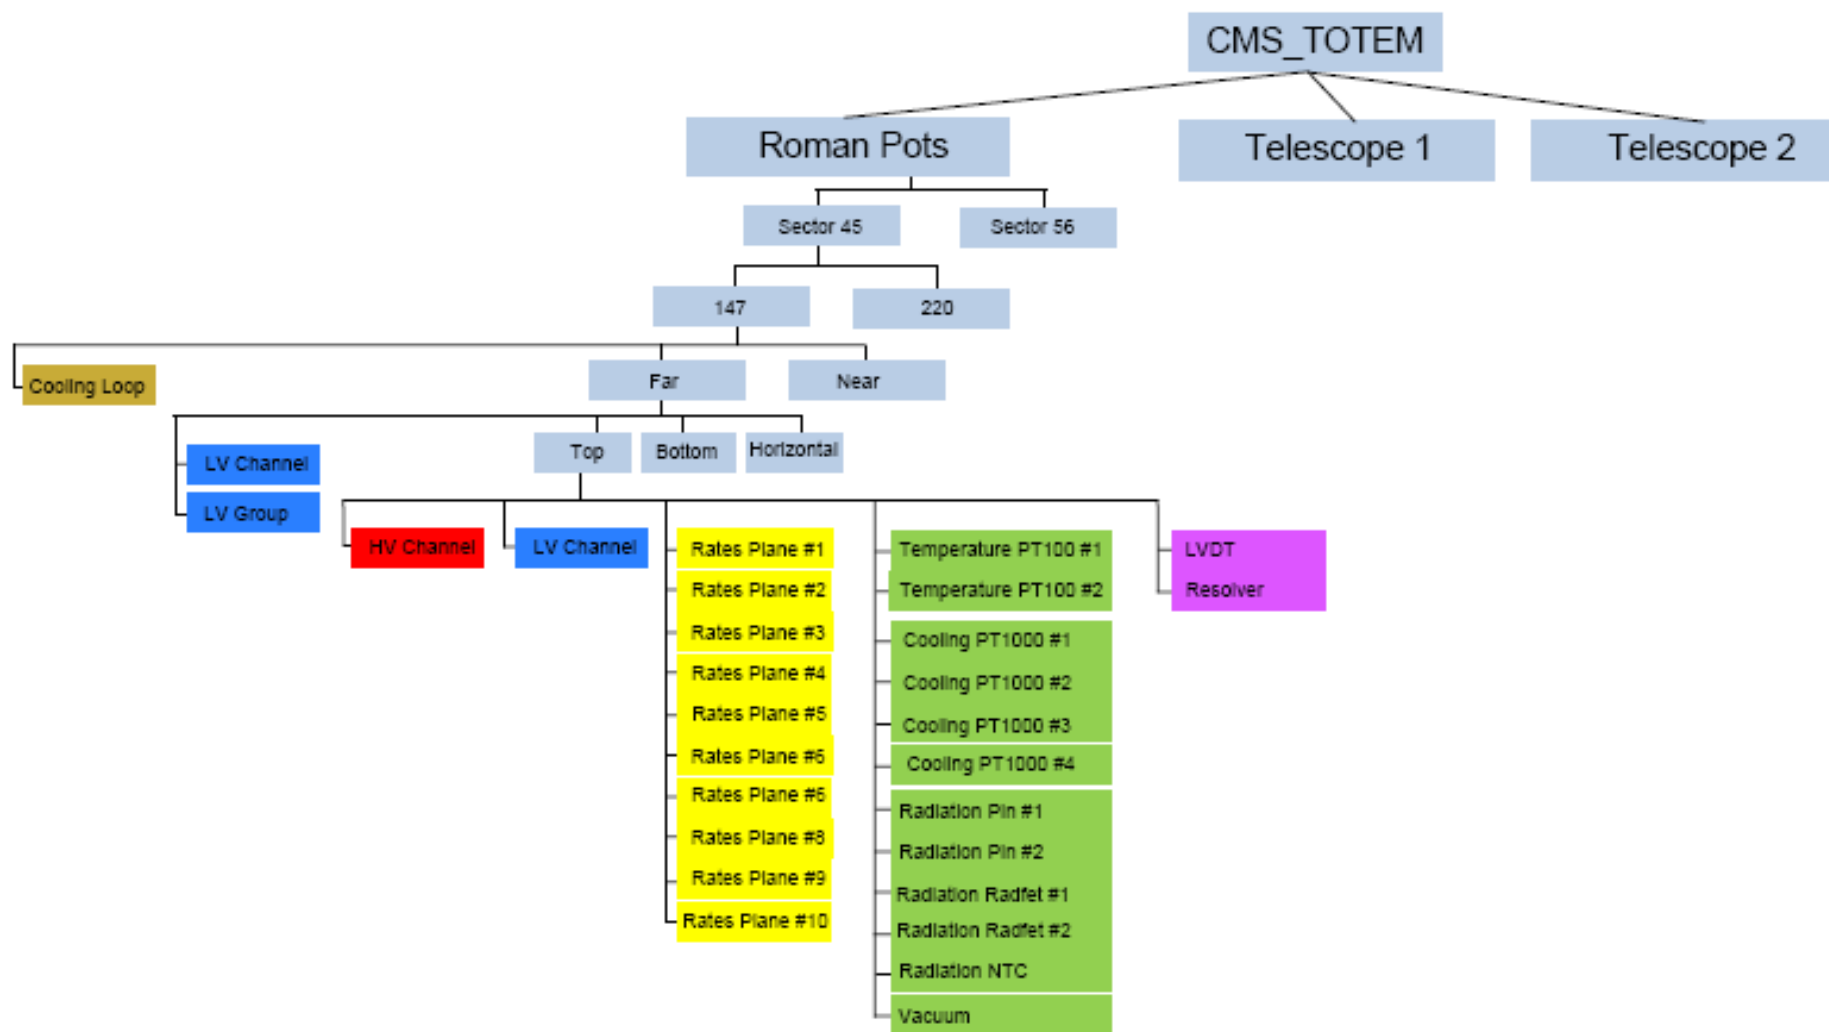 CMS_TOTEM
Roman Pots
Telescope 1
Telescope 2
Sector 45
Sector 56
147
220
Cooling Loop
Far
Near
Top
Bottom
Horizontal
LV Channel
LV Group
HV Channel
LV Channel
Rates Plane #1
Rates Plane #2
Rates Plane #3
Rates Plane #4
Rates Plane #5
Rates Plane #6
Rates Plane #6
Rates Plane #8
Rates Plane #9
Rates Plane #10
Temperature PT100 #1
Temperature PT100 #2
Cooling PT1000 #1
Cooling PT1000 #2
Cooling PT1000 #3
Cooling PT1000 #4
Radiation Pin #1
Radiation Pin #2
Radiation Radfet #1
Radiation Radfet #2
Radiation NTC
Vacuum
LVDT
Resolver